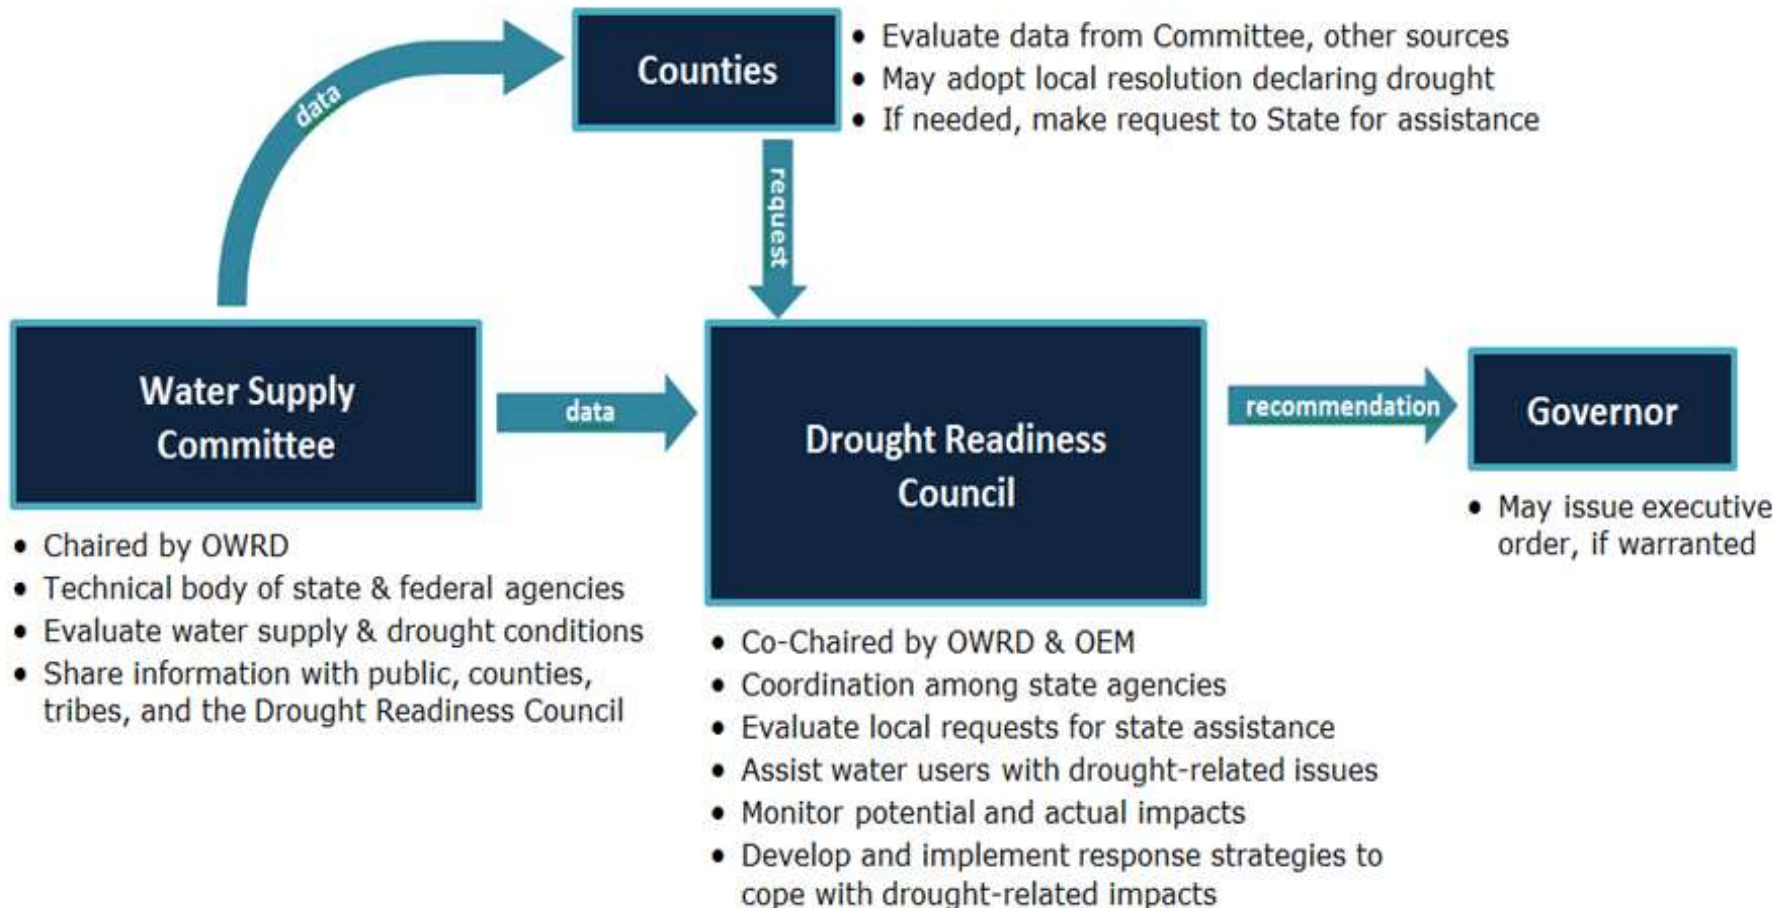 Counties
• Evaluate data from Committee, other sources
• May adopt local resolution declaring drought
• If needed, make request to State for assistance
data
request
Water Supply
Committee
data
Drought Readiness
Council
recommendation
Governor
• Chaired by OWRD
• Technical body of state & federal agencies
• Evaluate water supply & drought conditions
• Share information with public, counties,
tribes, and the Drought Readiness Council
• Co-Chaired by OWRD & OEM
• Coordination among state agencies
• Evaluate local requests for state assistance
• Assist water users with drought-related issues
• Monitor potential and actual impacts
• Develop and implement response strategies to
cope with drought-related impacts
• May issue executive
order, if warranted